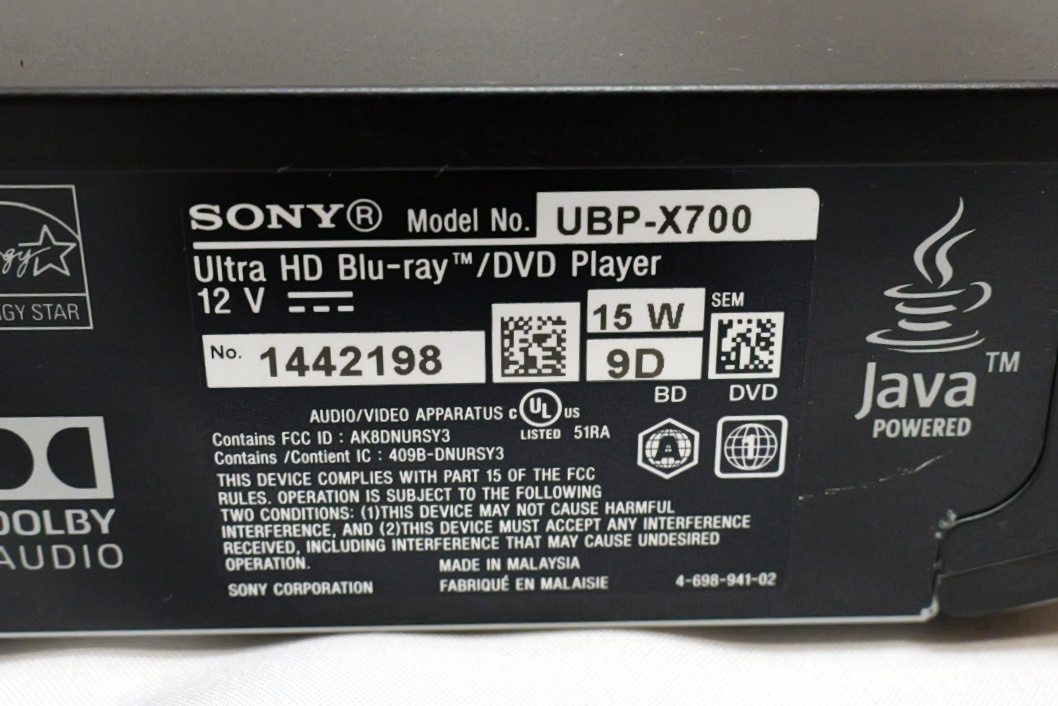 SONY® Model No. UBP-X700
Ultra HD Blu-ray™/DVD Player
12 V
15 W
SEM
No. 1442198
9D
BD DVD
AUDIO/VIDEO APPARATUS C UL US
LISTED 51RA
Contains FCC ID : AK8DNURSY3
Contains /Contient IC : 409B-DNURSY3
A 1
THIS DEVICE COMPLIES WITH PART 15 OF THE FCC
RULES. OPERATION IS SUBJECT TO THE FOLLOWING
TWO CONDITIONS: (1)THIS DEVICE MAY NOT CAUSE HARMFUL
INTERFERENCE, AND (2)THIS DEVICE MUST ACCEPT ANY INTERFERENCE
RECEIVED, INCLUDING INTERFERENCE THAT MAY CAUSE UNDESIRED
OPERATION.
MADE IN MALAYSIA
SONY CORPORATION FABRIQUÉ EN MALAISIE 4-698-941-02
Java™
POWERED
GY STAR
DOLBY
AUDIO